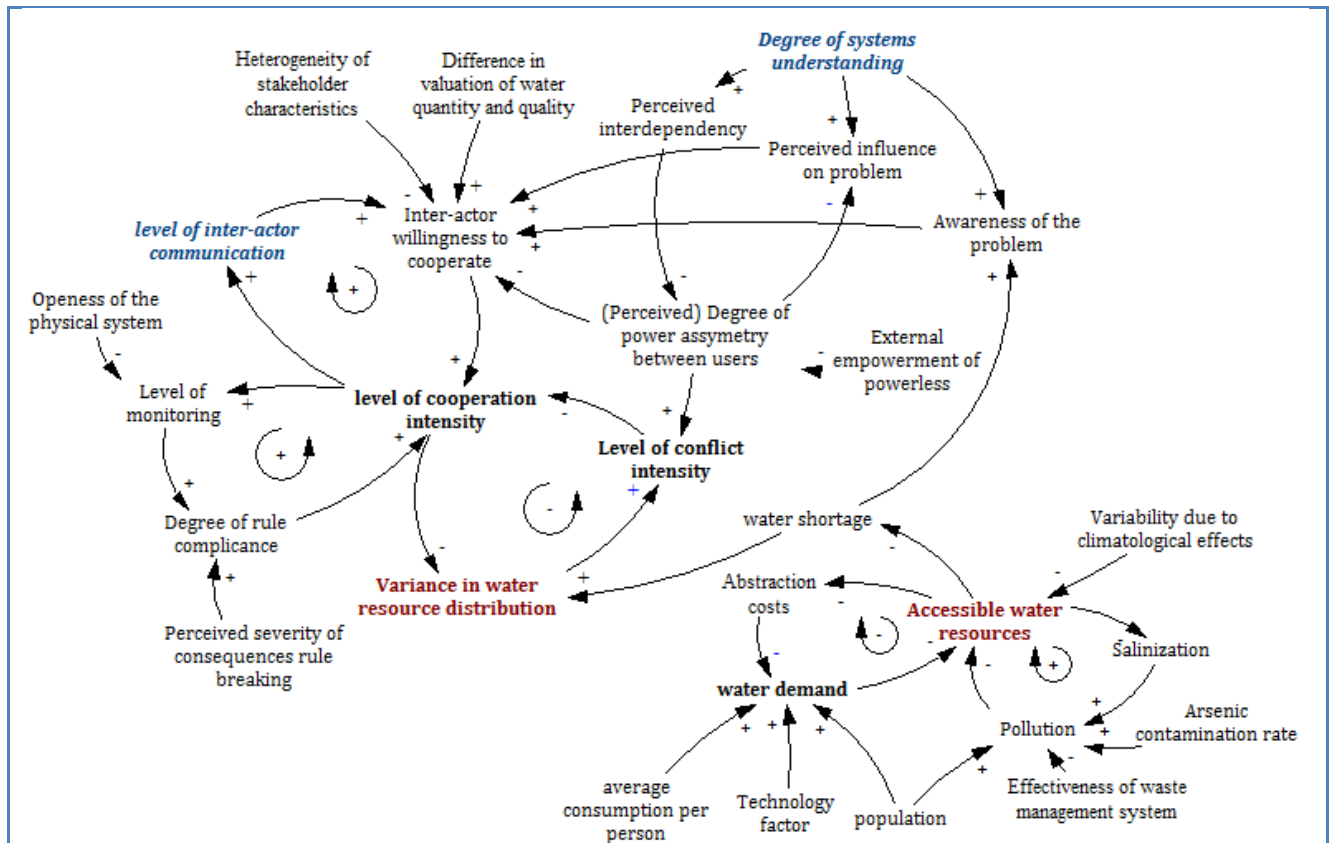 Heterogeneity of
stakeholder
characteristics
Difference in
valuation of water
quantity and quality
Degree of systems
understanding
+
Perceived
interdependency
+
Perceived influence
on problem
-
+
+
-
+
level of inter-actor
communication
+
Inter-actor
willingness to
cooperate
+
+
-
Awareness of the
problem
+
+
+
-
Openess of the
physical system
(Perceived) Degree of
power assymetry
between users
External
empowerment of
powerless
-
-
+
Level of
monitoring
+
level of cooperation
intensity
+
-
+
+
Level of conflict
intensity
+
+
-
Degree of rule
complicance
water shortage
Variability due to
climatological effects
-
-
-
+
Variance in water
resource distribution
+
Abstraction
costs
-
-
-
Accessible water
resources
-
Salinization
+
Perceived severity of
consequences rule
breaking
-
-
water demand
+
+
+
+
+
-
Pollution
Arsenic
contamination rate
+
average
consumption per
person
Technology
factor
population
Effectiveness of waste
management system